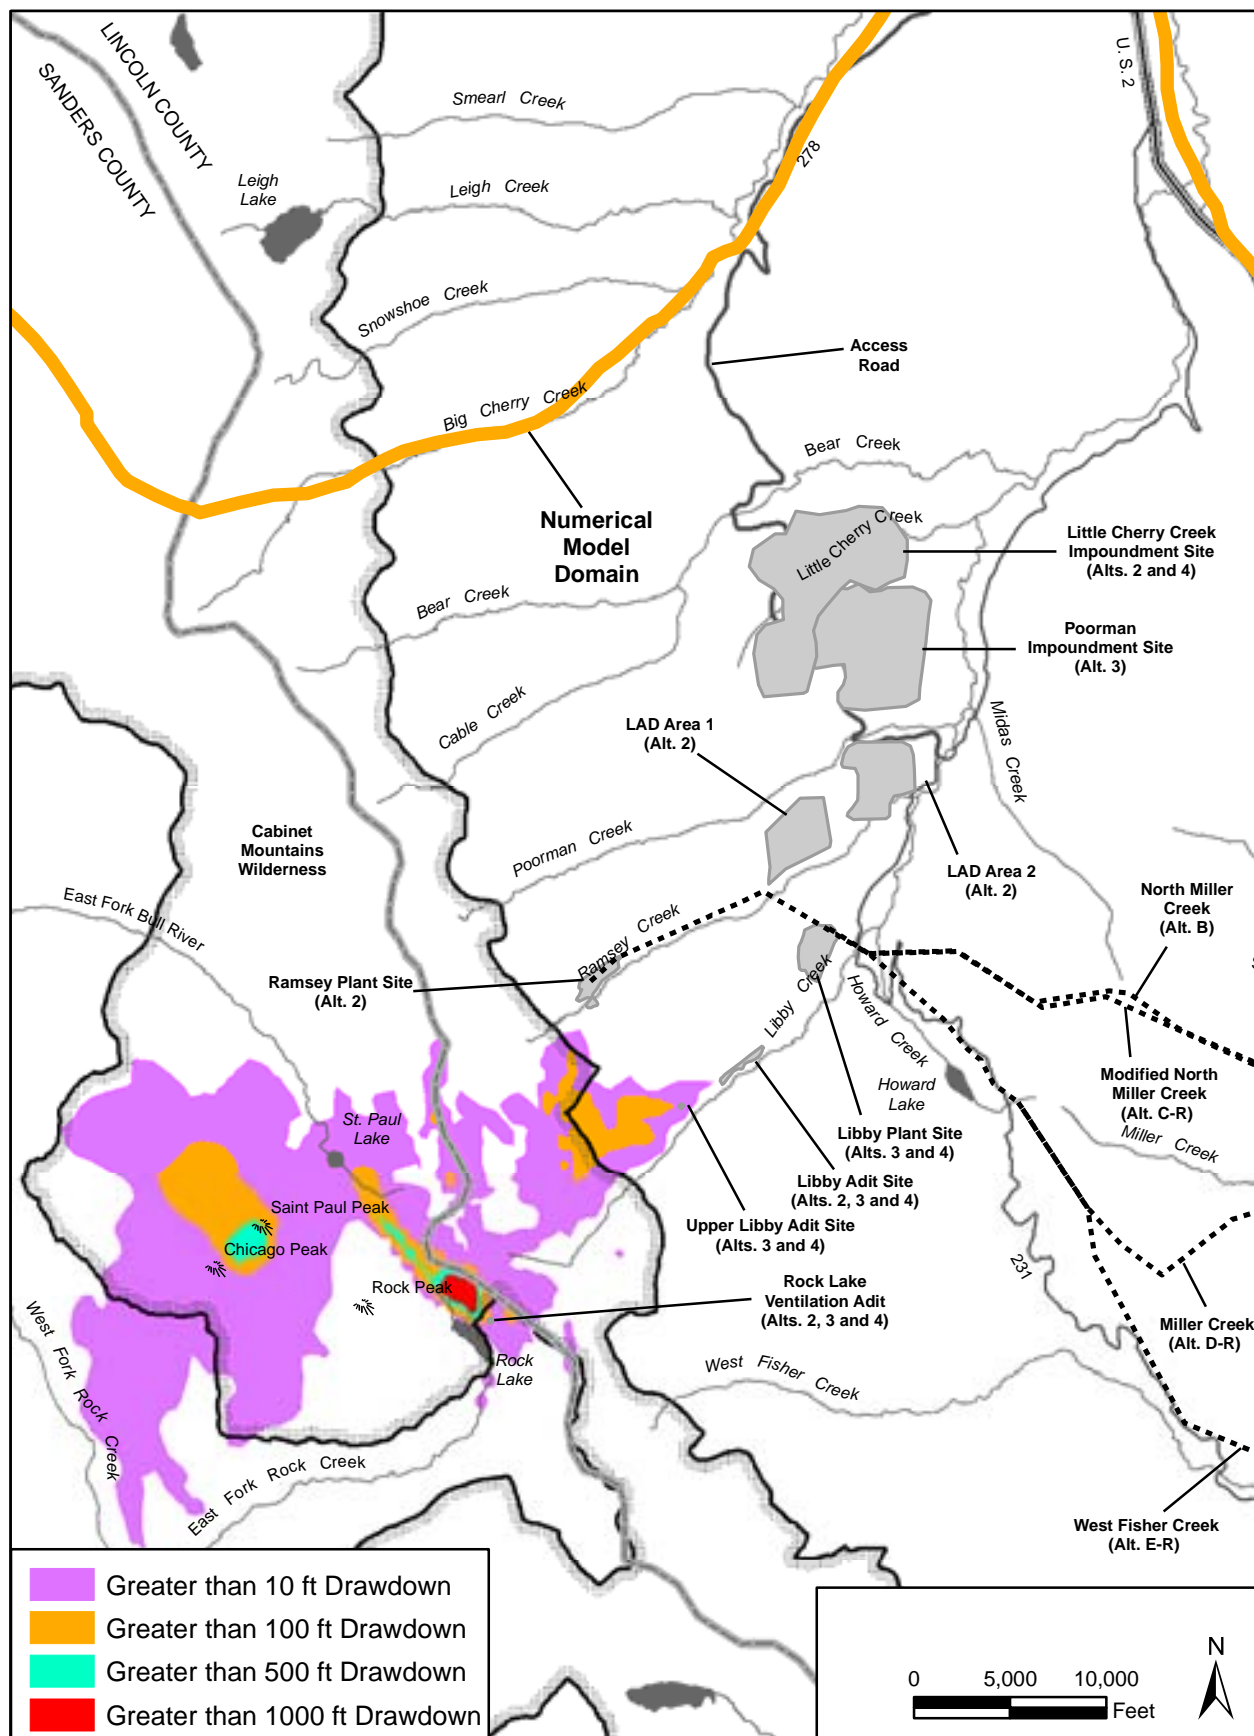 LINCOLN COUNTY
SANDERS COUNTY
U. S. 2
Smearl Creek
278
Leigh
Lake
Leigh Creek
Snowshoe Creek
Access
Road
Big Cherry Creek
Bear Creek
Numerical
Model
Domain
Little Cherry Creek
Little Cherry Creek
Impoundment Site
(Alts. 2 and 4)
Bear Creek
Poorman
Impoundment Site
(Alt. 3)
Cable Creek
LAD Area 1
(Alt. 2)
Midas Creek
Cabinet
Mountains
Wilderness
Poorman Creek
LAD Area 2
(Alt. 2)
North Miller
Creek
(Alt. B)
East Fork Bull River
Ramsey Creek
Ramsey Plant Site
(Alt. 2)
Libby Creek
Howard Creek
S
Howard
Lake
Modified North
Miller Creek
(Alt. C-R)
St. Paul
Lake
Libby Plant Site
(Alts. 3 and 4)
Miller Creek
Libby Adit Site
(Alts. 2, 3 and 4)
Saint Paul Peak
Upper Libby Adit Site
(Alts. 3 and 4)
Chicago Peak
231
Rock Peak
Rock Lake
Ventilation Adit
(Alts. 2, 3 and 4)
Miller Creek
(Alt. D-R)
West Fork Rock Creek
Rock
Lake
West Fisher Creek
East Fork Rock Creek
West Fisher Creek
(Alt. E-R)
Greater than 10 ft Drawdown
Greater than 100 ft Drawdown
Greater than 500 ft Drawdown
Greater than 1000 ft Drawdown
N
0 5,000 10,000
Feet